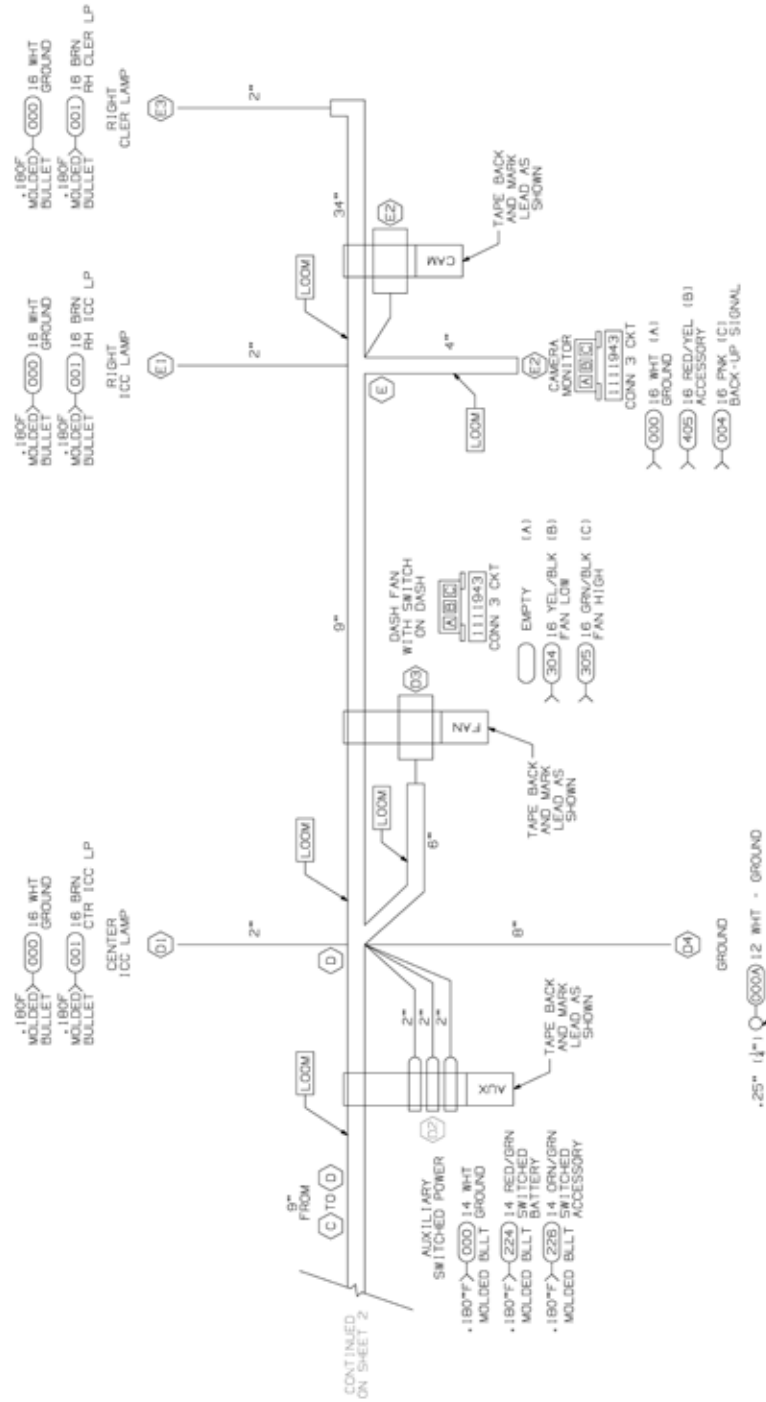 .180F
MOLDED 000 16 WHT
BULLET GROUND
.180F
MOLDED 001 16 BRN
BULLET CTR ICC LP
CENTER
ICC LAMP
D1
2"
.180F
MOLDED 000 16 WHT
BULLET GROUND
.180F
MOLDED 001 16 BRN
BULLET RH ICC LP
RIGHT
ICC LAMP
E1
2"
.180F
MOLDED 000 16 WHT
BULLET GROUND
.180F
MOLDED 001 16 BRN
BULLET RH CLER LP
RIGHT
CLER LAMP
E3
2"
CONTINUED
ON SHEET 2
9"
FROM
C TO D
LOOM
D
LOOM
9"
E
LOOM
34"
AUXILIARY
SWITCHED POWER
D2
2"
2"
2"
AUX
TAPE BACK
AND MARK
LEAD AS
SHOWN
.180"F 000 14 WHT
MOLDED BLLT GROUND
.180"F 224 14 RED/GRN
MOLDED BLLT SWITCHED
BATTERY
.180"F 226 14 ORN/GRN
MOLDED BLLT SWITCHED
ACCESSORY
8"
D4
GROUND
.25" (1/4") 000A 12 WHT - GROUND
LOOM
6"
FAN
D3
TAPE BACK
AND MARK
LEAD AS
SHOWN
DASH FAN
WITH SWITCH
ON DASH
A B C
1111943
CONN 3 CKT
EMPTY (A)
304 16 YEL/BLK (B)
FAN LOW
305 16 GRN/BLK (C)
FAN HIGH
LOOM
4"
E2
CAMERA
MONITOR
A B C
1111943
CONN 3 CKT
000 16 WHT (A)
GROUND
405 16 RED/YEL (B)
ACCESSORY
004 16 PNK (C)
BACK-UP SIGNAL
CAM
E2
TAPE BACK
AND MARK
LEAD AS
SHOWN